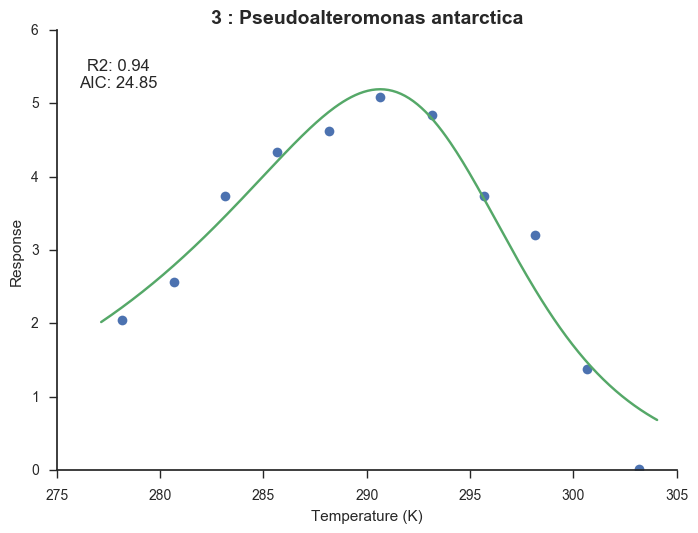 3 : Pseudoalteromonas antarctica
R2: 0.94
AIC: 24.85
6
5
4
3
2
1
0
Response
275 280 285 290 295 300 305
Temperature (K)